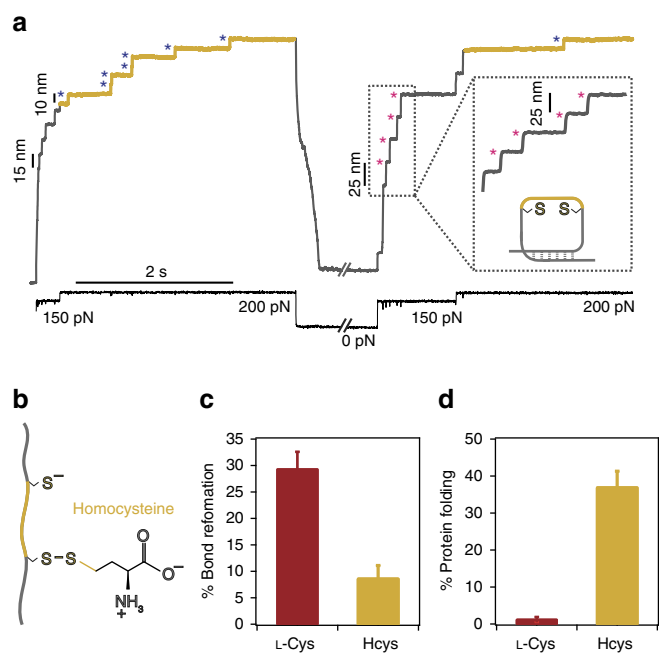 a
10 nm
15 nm
25 nm
25 nm
S S
2 s
150 pN
200 pN
0 pN
150 pN
200 pN
b
S–
Homocysteine
S–S
O
O–
NH3
+
c
% Bond refomation
35
30
25
20
15
10
5
0
L-Cys
Hcys
d
% Protein folding
50
40
30
20
10
0
L-Cys
Hcys